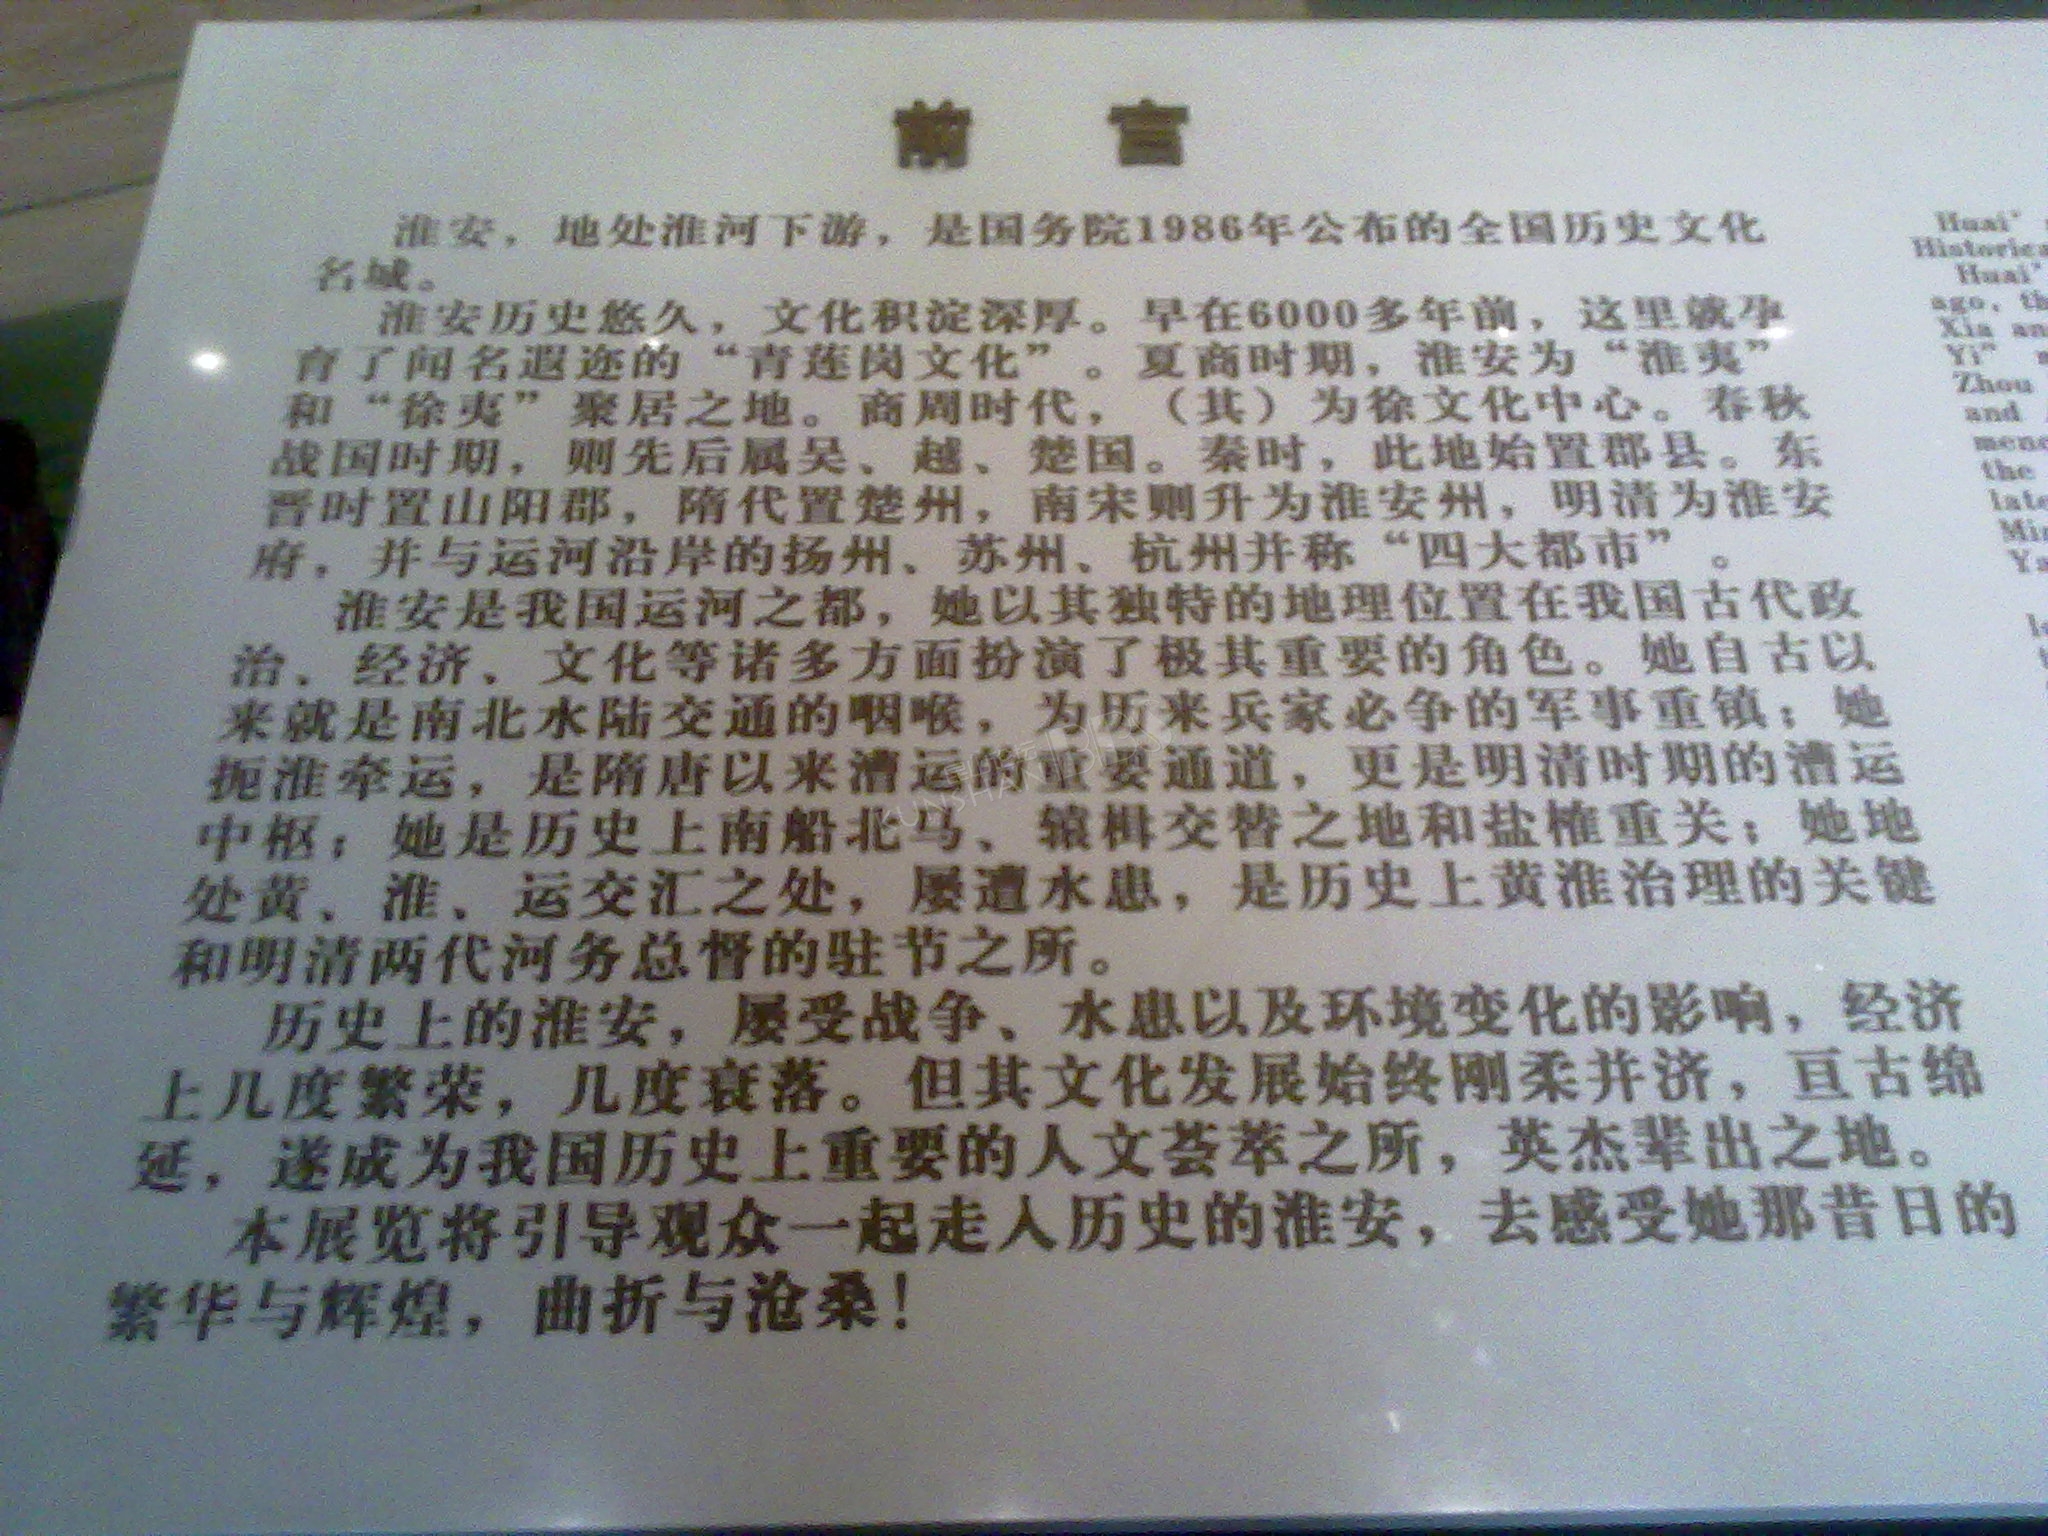 前 言
淮安，地处淮河下游，是国务院1986年公布的全国历史文化
名城。
淮安历史悠久，文化积淀深厚。早在6000多年前，这里就孕
育了闻名遐迩的“青莲岗文化”。夏商时期，淮安为“淮夷”
和“徐夷”聚居之地。商周时代，（其）为徐文化中心。春秋
战国时期，则先后属吴、越、楚国。秦时，此地始置郡县。东
晋时置山阳郡，隋代置楚州，南宋则升为淮安州，明清为淮安
府，并与运河沿岸的扬州、苏州、杭州并称“四大都市”。
淮安是我国运河之都，她以其独特的地理位置在我国古代政
治、经济、文化等诸多方面扮演了极其重要的角色。她自古以
来就是南北水陆交通的咽喉，为历来兵家必争的军事重镇；她
扼淮牵运，是隋唐以来漕运的重要通道，更是明清时期的漕运
中枢；她是历史上南船北马、辕楫交替之地和盐榷重关；她地
处黄、淮、运交汇之处，屡遭水患，是历史上黄淮治理的关键
和明清两代河务总督的驻节之所。
历史上的淮安，屡受战争、水患以及环境变化的影响，经济
上几度繁荣，几度衰落。但其文化发展始终刚柔并济，亘古绵
延，遂成为我国历史上重要的人文荟萃之所，英杰辈出之地。
本展览将引导观众一起走入历史的淮安，去感受她那昔日的
繁华与辉煌，曲折与沧桑！
Huai'
Historica
Huai'
ago, th
Xia an
Yi"
Zhou
and
menc
the
late
Min
Ya